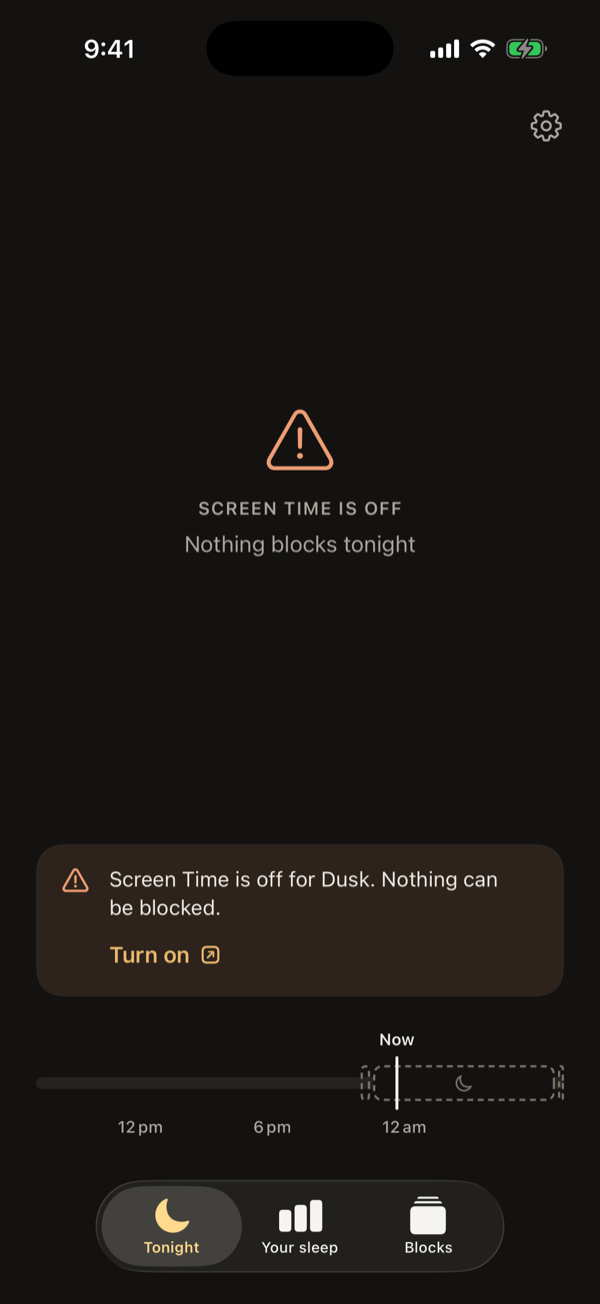 9:41
SCREEN TIME IS OFF
Nothing blocks tonight
Screen Time is off for Dusk. Nothing can
be blocked.
Turn on
Now
12 pm
6 pm
12 am
Tonight
Your sleep
Blocks